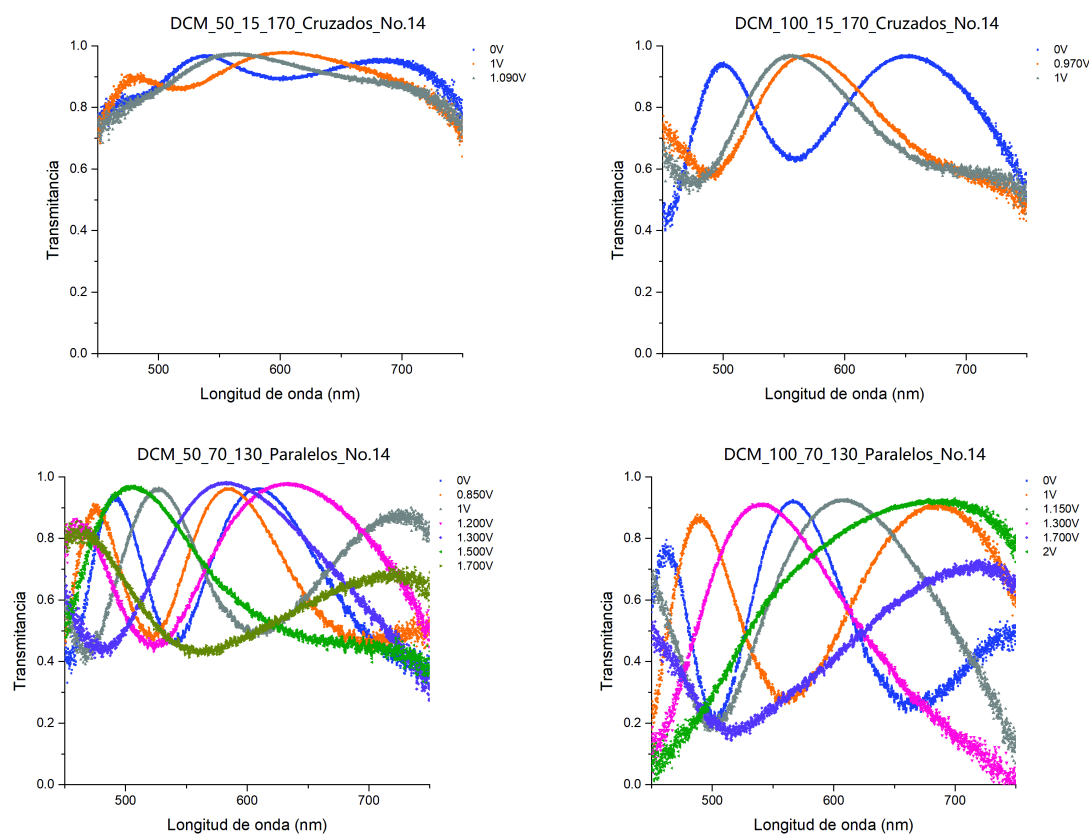 DCM_50_15_170_Cruzados_No.14
1.0
0.8
0.6
0.4
0.2
0.0
Transmitancia
500
600
700
Longitud de onda (nm)
0V
1V
1.090V
DCM_100_15_170_Cruzados_No.14
1.0
0.8
0.6
0.4
0.2
0.0
Transmitancia
500
600
700
Longitud de onda (nm)
0V
0.970V
1V
DCM_50_70_130_Paralelos_No.14
1.0
0.8
0.6
0.4
0.2
0.0
Transmitancia
500
600
700
Longitud de onda (nm)
0V
0.850V
1V
1.200V
1.300V
1.500V
1.700V
DCM_100_70_130_Paralelos_No.14
1.0
0.8
0.6
0.4
0.2
0.0
Transmitancia
500
600
700
Longitud de onda (nm)
0V
1V
1.150V
1.300V
1.700V
2V